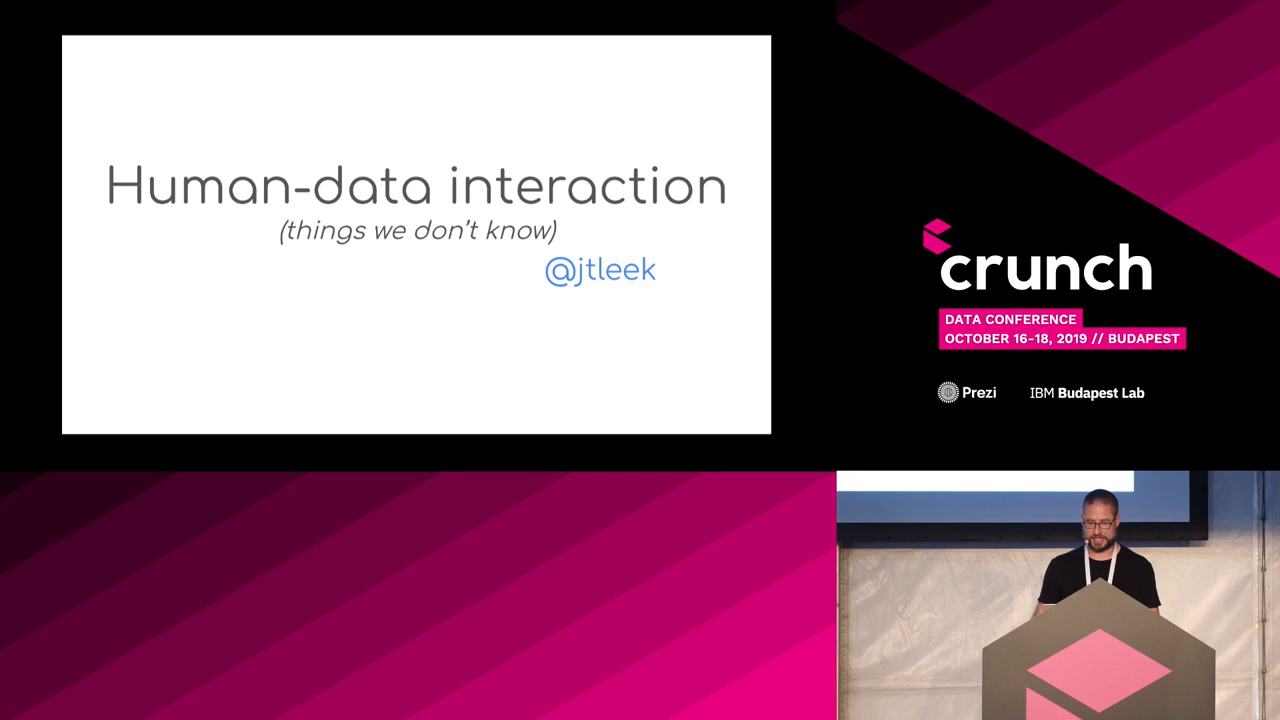 Human-data interaction
(things we don't know)
@jtleek
crunch
DATA CONFERENCE
OCTOBER 16-18, 2019 // BUDAPEST
Prezi
IBM Budapest Lab